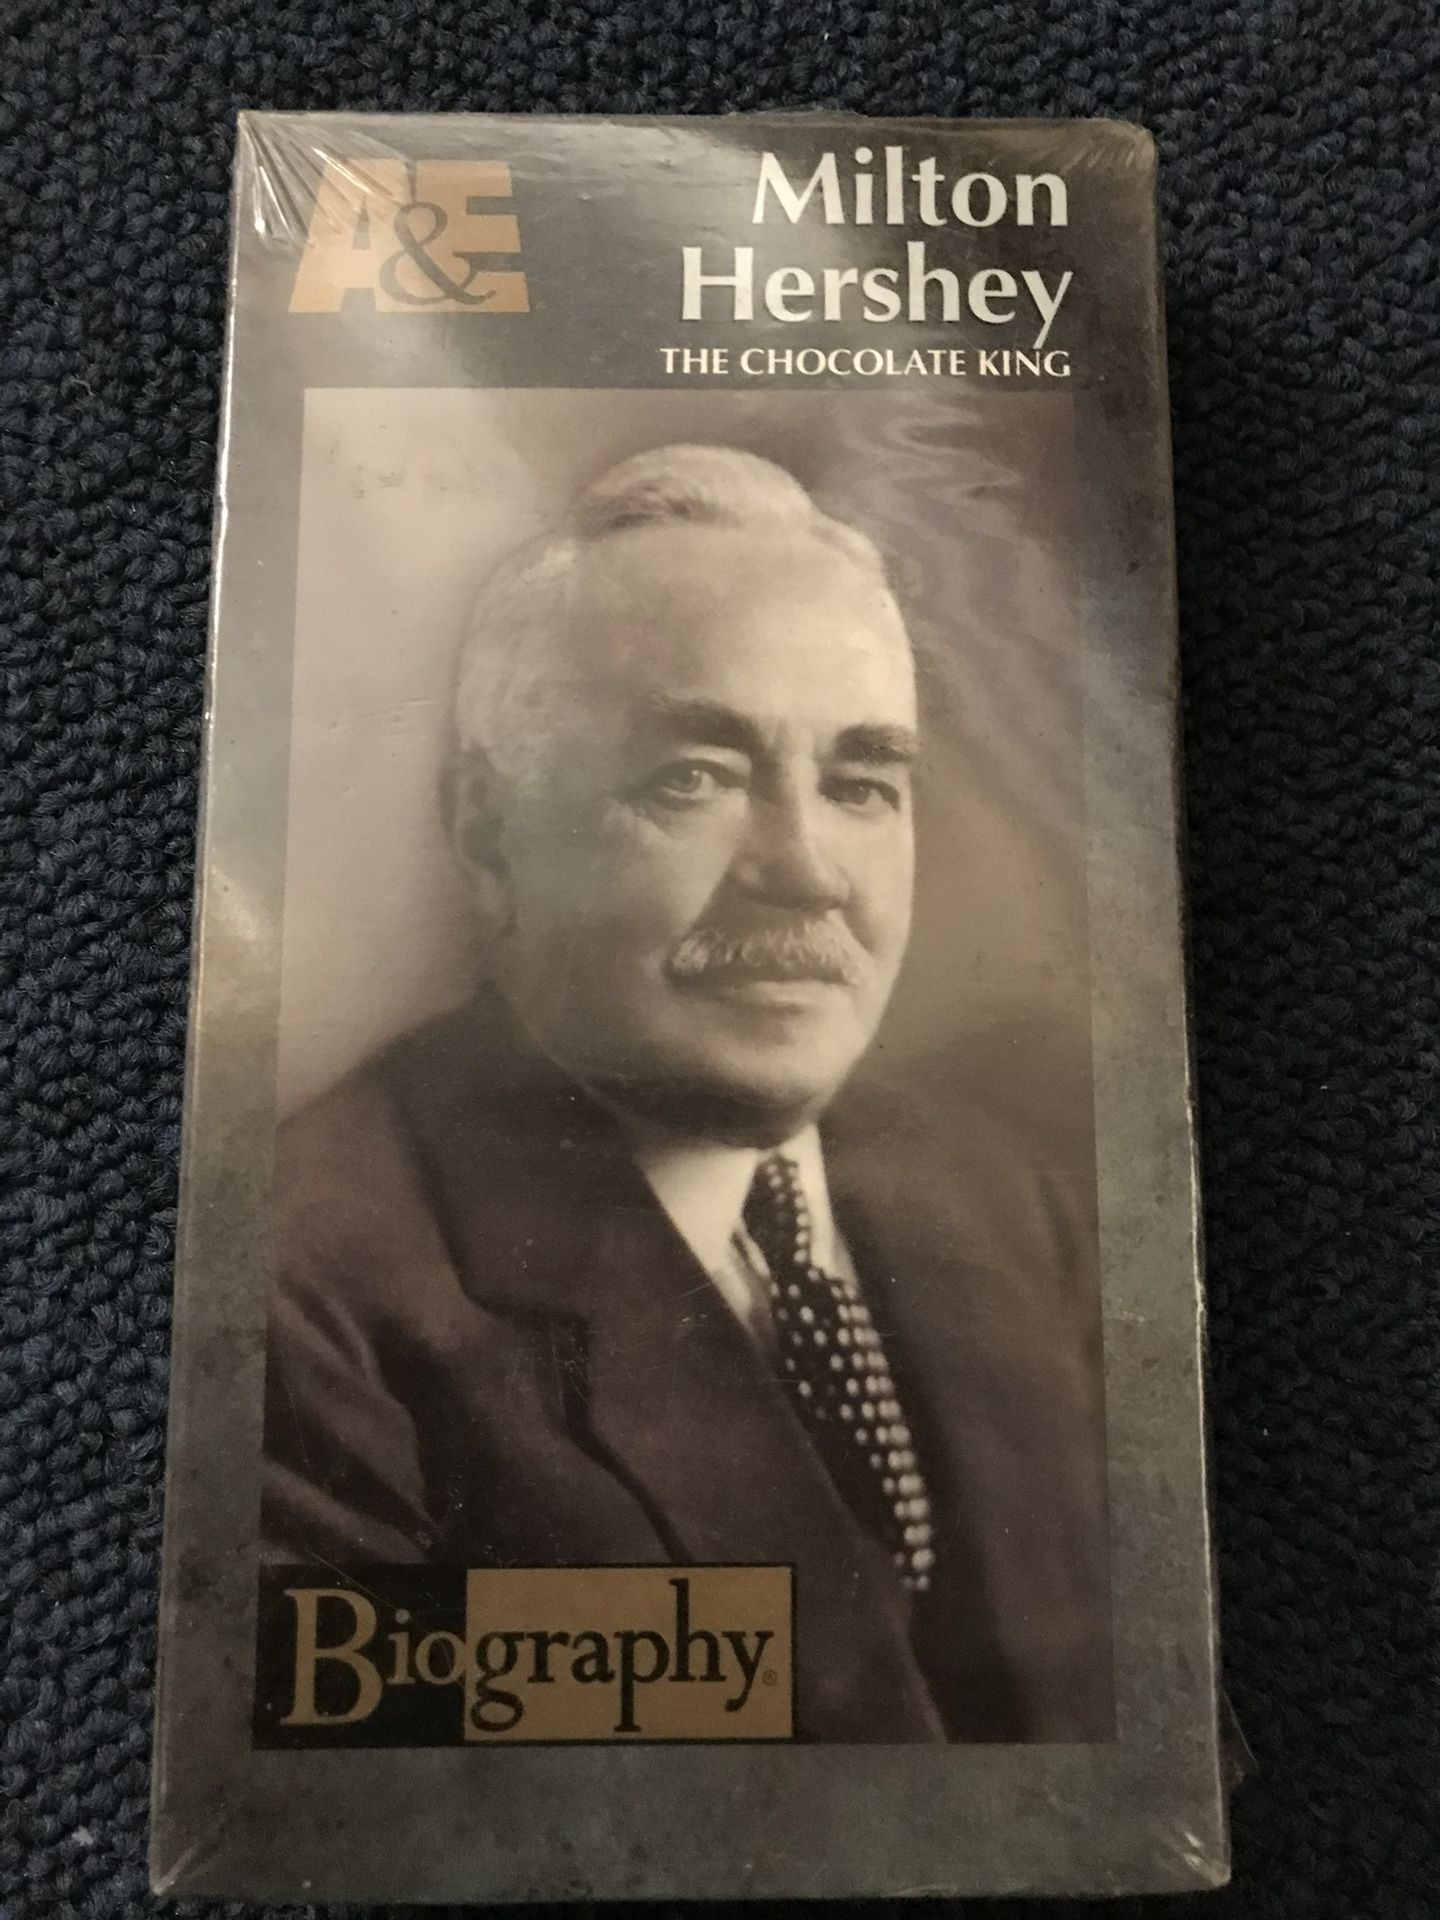 A&E
Milton
Hershey
THE CHOCOLATE KING
Biography®